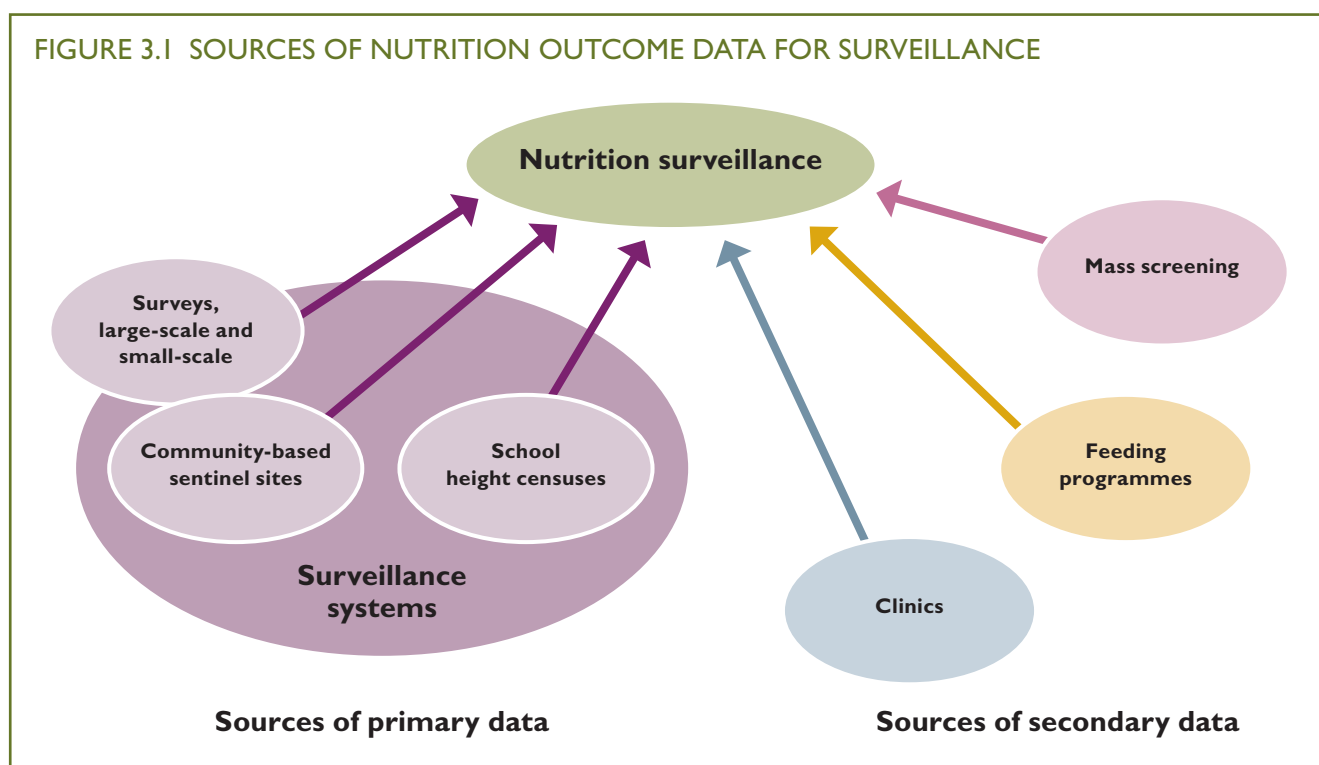 FIGURE 3.1 SOURCES OF NUTRITION OUTCOME DATA FOR SURVEILLANCE
Nutrition surveillance
Surveys,
large-scale and
small-scale
Community-based
sentinel sites
School
height censuses
Surveillance
systems
Mass screening
Feeding
programmes
Clinics
Sources of primary data
Sources of secondary data